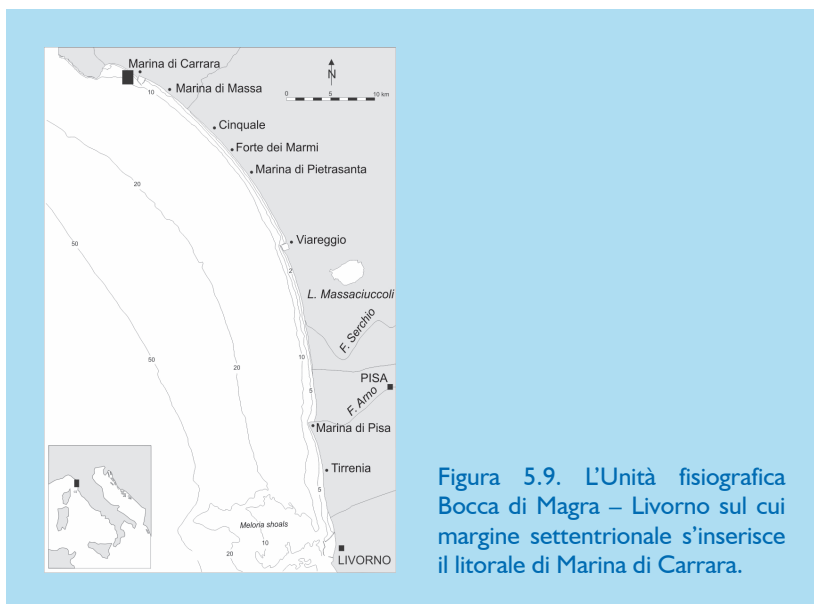 Marina di Carrara
N
10
Marina di Massa
0 5 10 km
Cinquale
Forte dei Marmi
Marina di Pietrasanta
20
50
Viareggio
2
L. Massaciuccoli
F. Serchio
10
50
20
PISA
5
F. Arno
Marina di Pisa
Tirrenia
5
Meloria shoals
10
20
LIVORNO
Figura 5.9. L’Unità fisiografica
Bocca di Magra – Livorno sul cui
margine settentrionale s’inserisce
il litorale di Marina di Carrara.